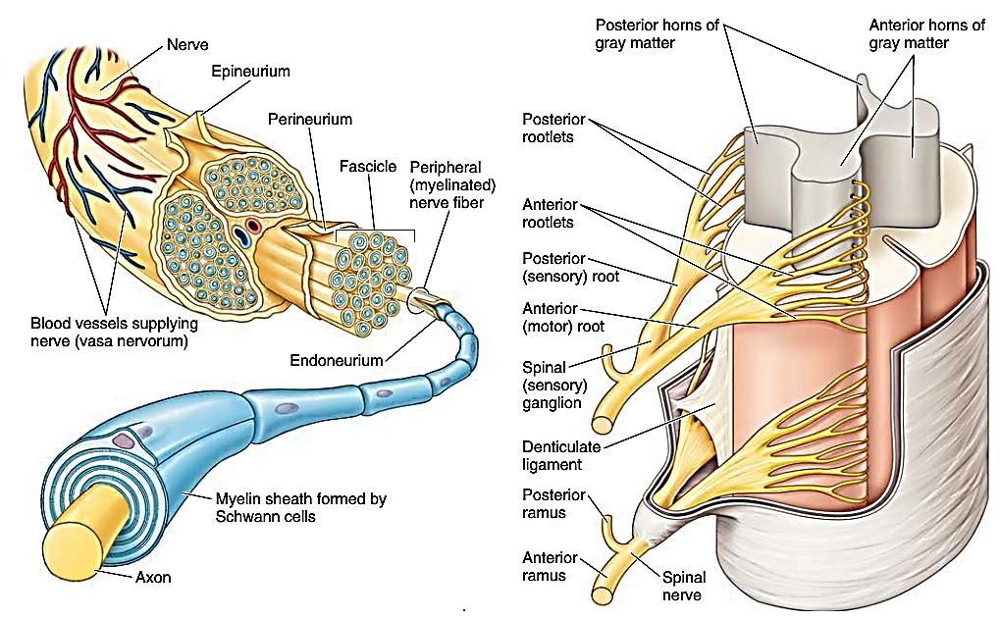 Nerve
Epineurium
Perineurium
Fascicle
Peripheral
(myelinated)
nerve fiber
Blood vessels supplying
nerve (vasa nervorum)
Endoneurium
Myelin sheath formed by
Schwann cells
Axon
Posterior horns of
gray matter
Anterior horns of
gray matter
Posterior
rootlets
Anterior
rootlets
Posterior
(sensory) root
Anterior
(motor) root
Spinal
(sensory)
ganglion
Denticulate
ligament
Posterior
ramus
Anterior
ramus
Spinal
nerve